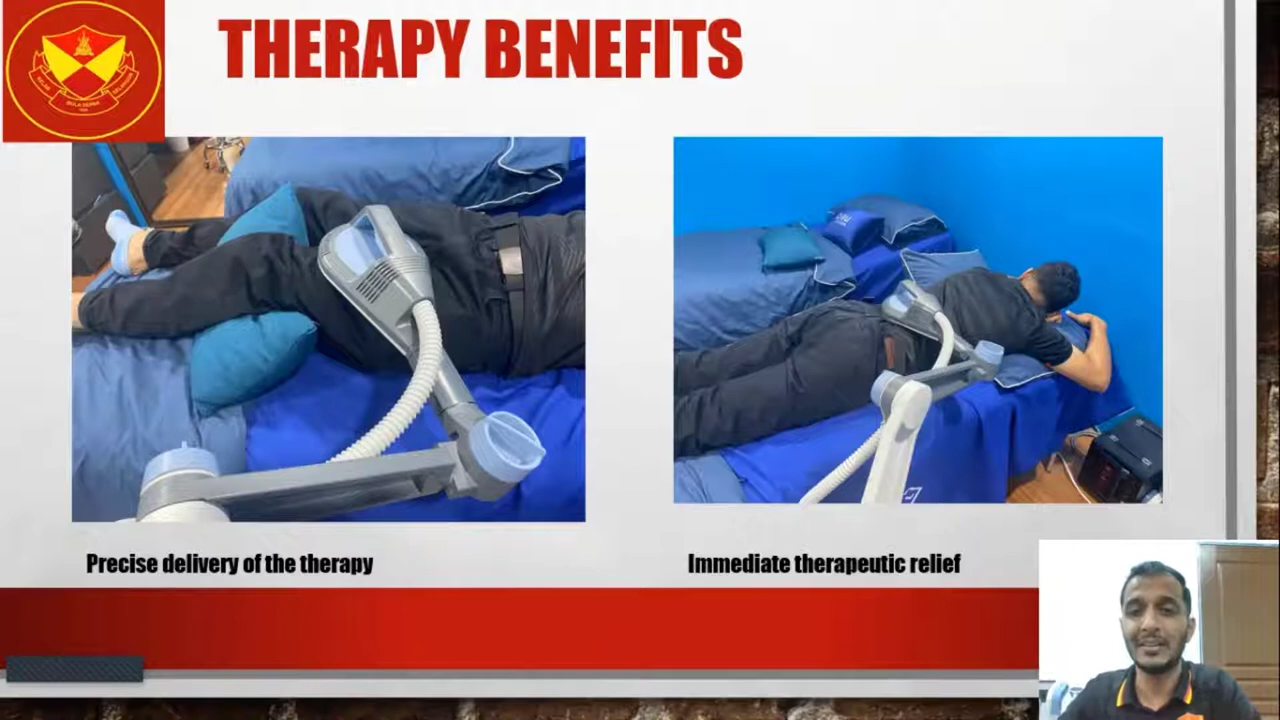 THERAPY BENEFITS
Precise delivery of the therapy
Immediate therapeutic relief